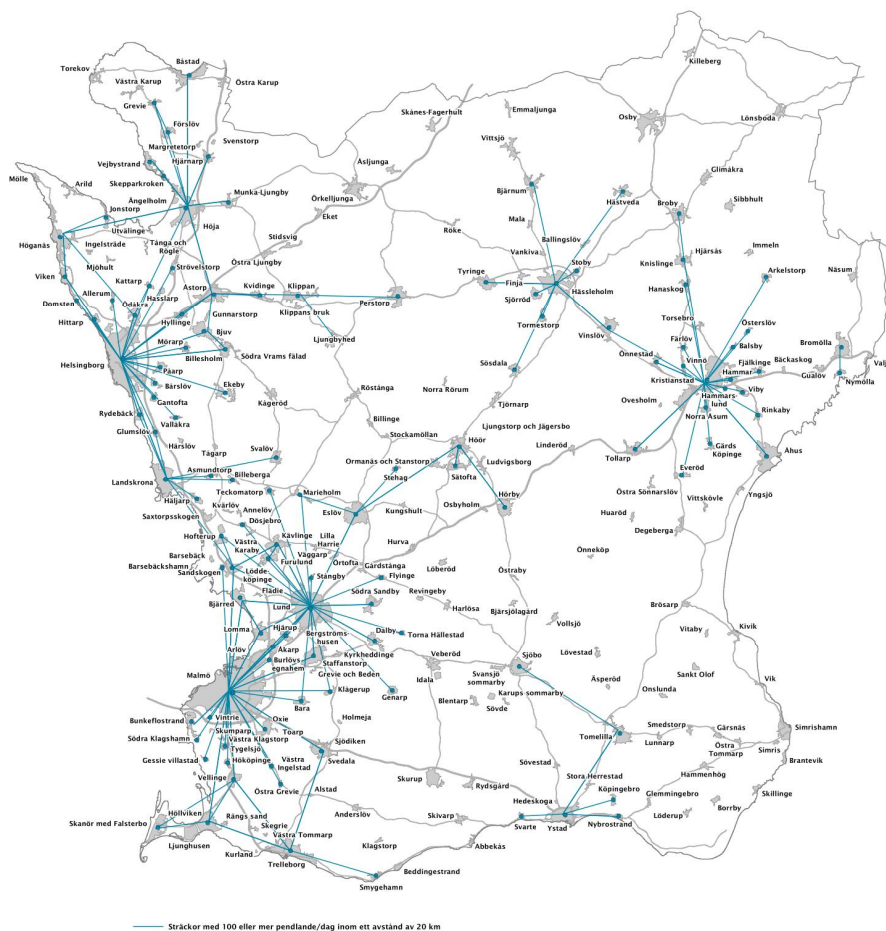 Killeberg
Båstad
Torekov
Västra Karup
Östra Karup
Grevie
Skånes-Fagerhult
Emmaljunga
Osby
Lönsboda
Förslöv
Margretetorp
Svenstorp
Hjärnarp
Vittsjö
Vejbystrand
Asljunga
Glimåkra
Mölle
Arild
Skepparkroken
Munka-Ljungby
Bjärnum
Hästveda
Ängelholm
Örkelljunga
Broby
Sibbhult
Jonstorp
Utvälinge
Höja
Eket
Mala
Röke
Höganäs
Ingelsträde
Tånga och
Rögle
Stidsvig
Ballingslöv
Vankiva
Hjärsås
Immeln
Östra Ljungby
Stoby
Knislinge
Mjöhult
Strövelstorp
Tyringe
Finja
Hässleholm
Arkelstorp
Näsum
Viken
Kattarp
Allerum
Hasslarp
Åstorp
Kvidinge
Klippan
Perstorp
Sjöröd
Hanaskog
Domsten
Ödåkra
Hittarp
Hyllinge
Gunnarstorp
Klippans bruk
Tormestorp
Torsebro
Österslöv
Bjuv
Vinslöv
Ljungbyhed
Färlöv
Balsby
Bromölla
Mörarp
Billesholm
Södra Vrams fälad
Önnestad
Vinnö
Fjälkinge
Bäckaskog
Helsingborg
Påarp
Sösdala
Hammar
Gualöv
Kristianstad
Nymölla
Bårslöv
Ekeby
Röstånga
Norra Rörum
Hammars-
lund
Viby
Gantofta
Kågeröd
Tjörnarp
Ovesholm
Norra Åsum
Rinkaby
Rydebäck
Vallåkra
Billinge
Glumslöv
Stockamöllan
Ljungstorp och Jägersbo
Härslöv
Tågarp
Svalöv
Höör
Linderöd
Tollarp
Gärds
Köpinge
Åhus
Ormanäs och Stanstorp
Asmundtorp
Stehag
Ludvigsborg
Billeberga
Sätofta
Everöd
Landskrona
Teckomatorp
Marieholm
Hörby
Östra Sönnarslöv
Yngsjö
Häljarp
Kvärlöv
Eslöv
Osbyholm
Vittskövle
Saxtorpsskogen
Annelöv
Kungshult
Huaröd
Dösjebro
Degeberga
Hofterup
Västra
Karaby
Kävlinge
Lilla
Harrie
Hurva
Barsebäck
Väggarp
Örtofta
Önneköp
Barsebäckshamn
Furulund
Gårdstånga
Löberöd
Sandskogen
Lödde-
köpinge
Stångby
Flyinge
Östraby
Flädie
Södra Sandby
Revingeby
Bjärred
Lund
Harlösa
Bjärsjölagård
Brösarp
Lomma
Hjärup
Bergströms-
husen
Dalby
Torna Hällestad
Vollsjö
Vitaby
Kivik
Arlöv
Åkarp
Kyrkheddinge
Veberöd
Sjöbo
Lövestad
Burlövs
egnahem
Staffanstorp
Malmö
Grevie och Beden
Idala
Svansjö
sommarby
Äsperöd
Sankt Olof
Vik
Klågerup
Karups sommarby
Onslunda
Genarp
Blentarp
Sövde
Bara
Bunkeflostrand
Vintrie
Oxie
Holmeja
Smedstorp
Gärsnäs
Simrishamn
Skumparp
Toarp
Tomelilla
Södra Klagshamn
Västra Klagstorp
Sjödiken
Lunnarp
Östra
Tommarp
Simris
Tygelsjö
Svedala
Sövestad
Brantevik
Gessie villastad
Hököpinge
Västra
Ingelstad
Hammenhög
Vellinge
Skurup
Rydsgård
Stora Herrestad
Köpingebro
Skillinge
Östra Grevie
Alstad
Glemmingebro
Hedeskoga
Borrby
Höllviken
Rängs sand
Anderslöv
Skivarp
Löderup
Skanör med Falsterbo
Skegrie
Svarte
Ystad
Nybrostrand
Västra Tommarp
Ljunghusen
Kurland
Klagstorp
Abbekås
Trelleborg
Beddingestrand
Smygehamn
Sträckor med 100 eller mer pendlande/dag inom ett avstånd av 20 km